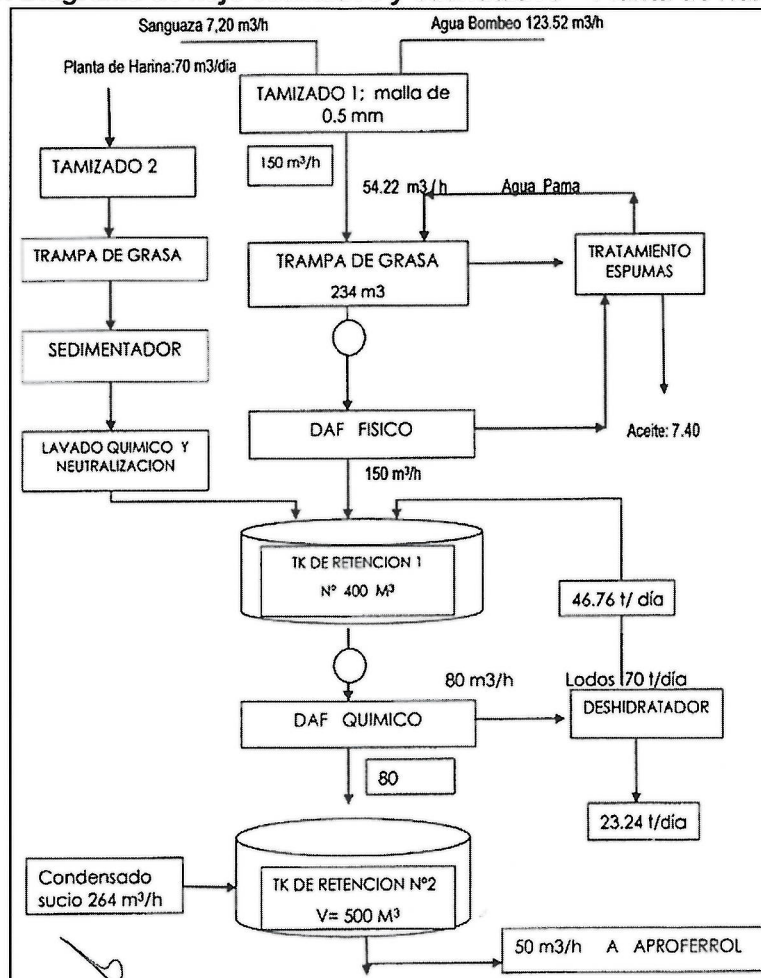 Sanguaza 7,20 m3/h
Agua Bombeo 123.52 m3/h
Planta de Harina:70 m3/dia
TAMIZADO 1; malla de
0.5 mm
150 m³/h
TAMIZADO 2
54.22 m3/h
Agua Pama
TRAMPA DE GRASA
TRAMPA DE GRASA
234 m3
TRATAMIENTO
ESPUMAS
SEDIMENTADOR
DAF FISICO
Aceite: 7.40
LAVADO QUIMICO Y
NEUTRALIZACION
150 m³/h
TK DE RETENCION 1
Nº 400 M³
46.76 t/ día
80 m3/h
Lodos 70 t/día
DAF QUIMICO
DESHIDRATADOR
80
23.24 t/día
Condensado
sucio 264 m³/h
TK DE RETENCION Nº2
V= 500 M³
50 m3/h A APROFERROL